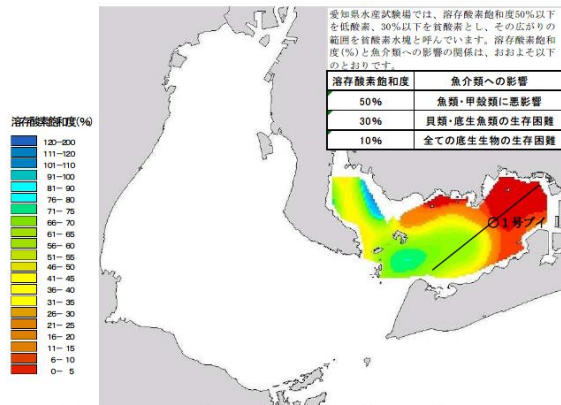 愛知県水産試験場では、溶存酸素飽和度50%以下
を低酸素、30%以下を貧酸素とし、その広がりの
範囲を貧酸素水塊と呼んでいます。溶存酸素飽和
度(%)と魚介類への影響の関係は、おおよそ以下
のとおりです。
溶存酸素飽和度 魚介類への影響
50% 魚類・甲殻類に悪影響
30% 貝類・底生魚類の生存困難
10% 全ての底生生物の生存困難
溶存酸素飽和度(%)
120-200
111-120
101-110
91-100
81- 90
76- 80
71-75
66-70
61-65
56-60
51-55
46-50
41-45
36-40
31-35
26-30
21-25
16-20
11-15
6-10
0- 5
1号ブイ